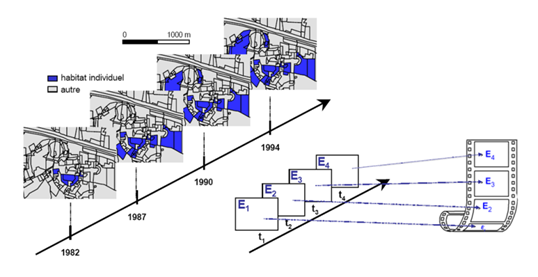 0 1000 m
habitat individuel
autre
1994
1990
1987
1982
E4
E3
E2
E1
t4
t3
t2
t1
E4
E3
E2